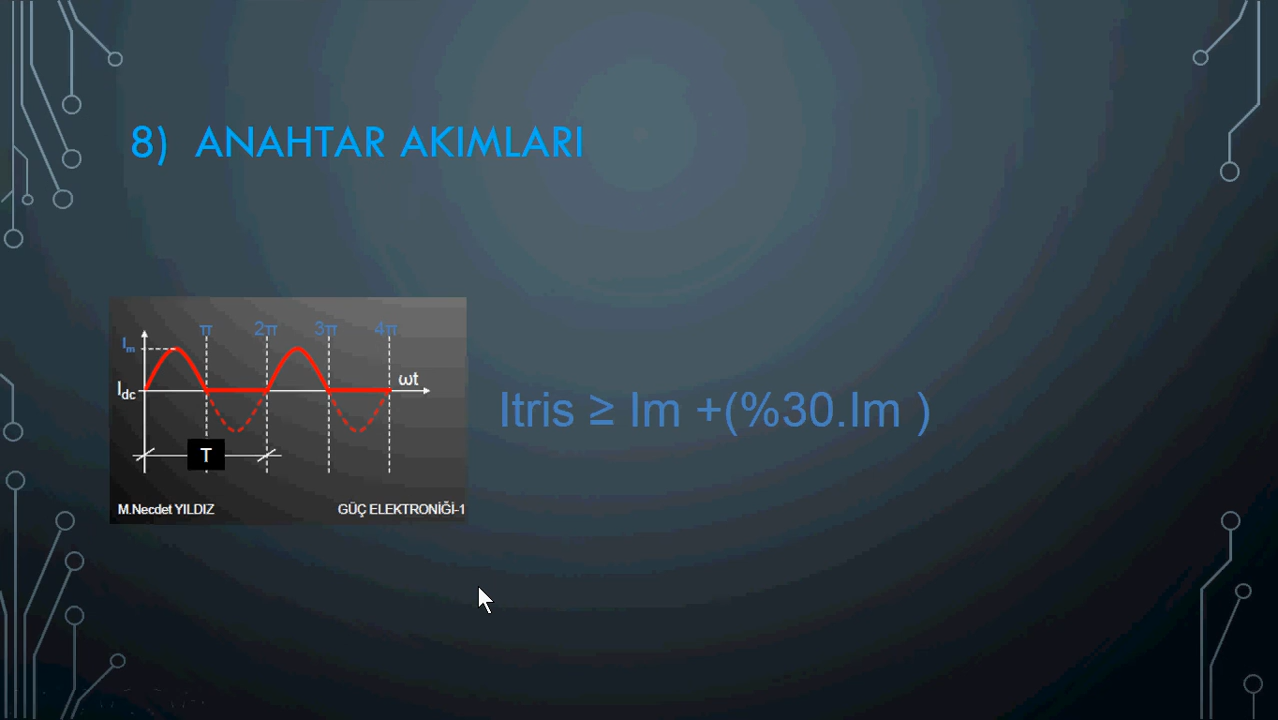 8) ANAHTAR AKIMLARI
π 2π 3π 4π
Im
Idc
ωt
T
M.Necdet YILDIZ GÜÇ ELEKTRONİĞİ-1
Itris ≥ Im +(%30.Im )